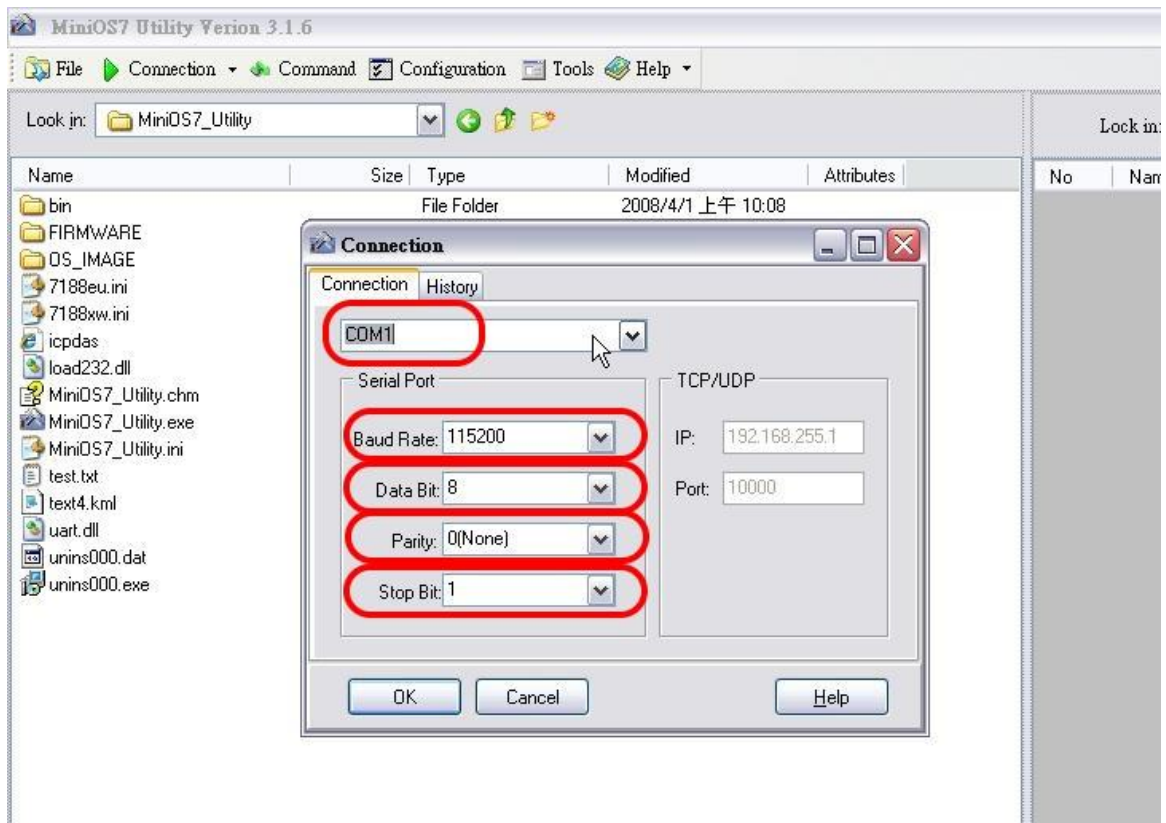 MiniOS7 Utility Verion 3.1.6
File Connection Command Configuration Tools Help
Look in: MiniOS7_Utility
Lock in:
Name Size Type Modified Attributes
No Nam
bin File Folder 2008/4/1 上午 10:08
FIRMWARE
OS_IMAGE
7188eu.ini
7188xw.ini
icpdas
load232.dll
MiniOS7_Utility.chm
MiniOS7_Utility.exe
MiniOS7_Utility.ini
test.txt
text4.kml
uart.dll
unins000.dat
unins000.exe
Connection
Connection History
COM1
Serial Port
Baud Rate: 115200
Data Bit: 8
Parity: 0(None)
Stop Bit: 1
TCP/UDP
IP: 192.168.255.1
Port: 10000
OK Cancel Help